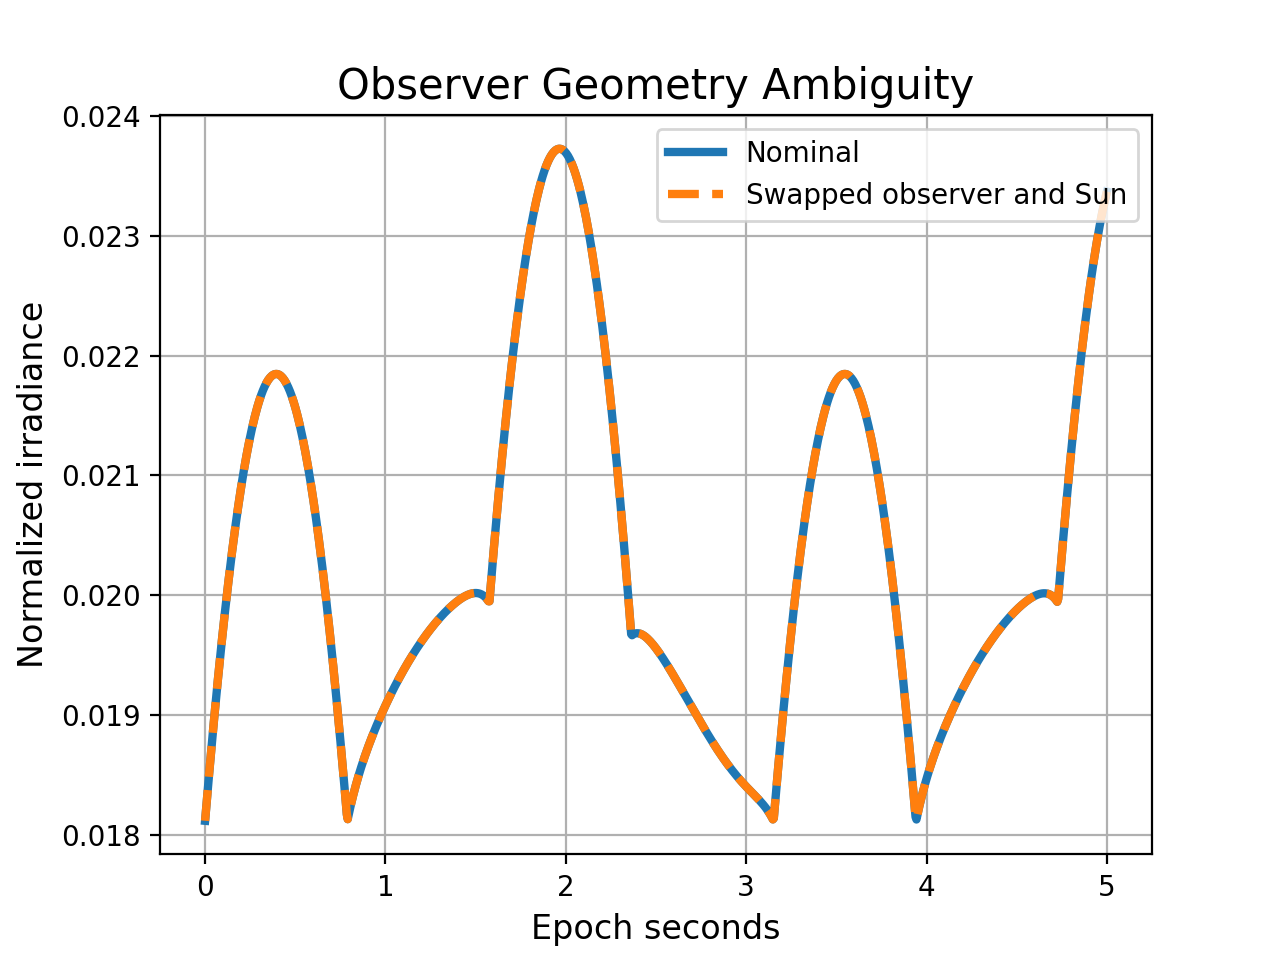 Observer Geometry Ambiguity
Nominal
Swapped observer and Sun
Normalized irradiance
0.024
0.023
0.022
0.021
0.020
0.019
0.018
0 1 2 3 4 5
Epoch seconds